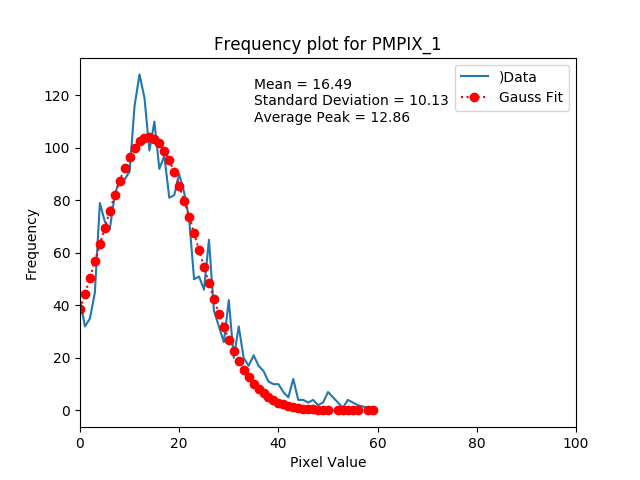 Frequency plot for PMPIX_1
Mean = 16.49
Standard Deviation = 10.13
Average Peak = 12.86
)Data
Gauss Fit
Frequency
120
100
80
60
40
20
0
0 20 40 60 80 100
Pixel Value